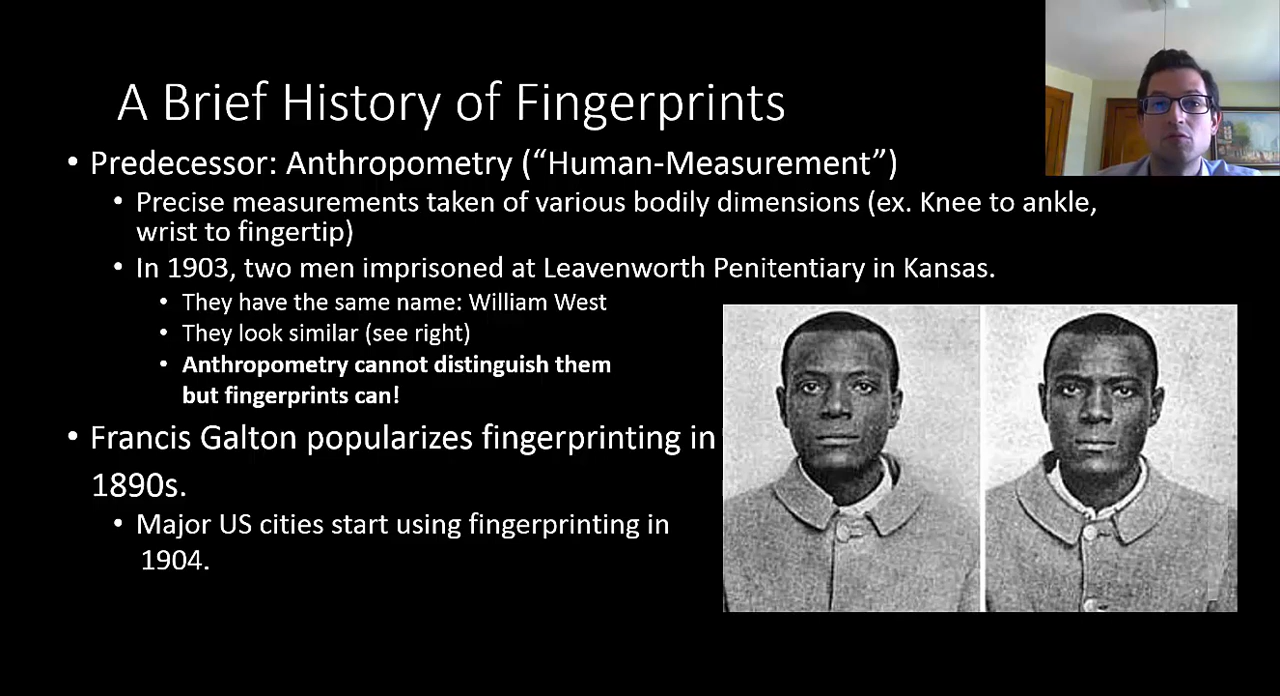 A Brief History of Fingerprints
• Predecessor: Anthropometry (“Human-Measurement”)
• Precise measurements taken of various bodily dimensions (ex. Knee to ankle,
wrist to fingertip)
• In 1903, two men imprisoned at Leavenworth Penitentiary in Kansas.
• They have the same name: William West
• They look similar (see right)
• Anthropometry cannot distinguish them
but fingerprints can!
• Francis Galton popularizes fingerprinting in
1890s.
• Major US cities start using fingerprinting in
1904.